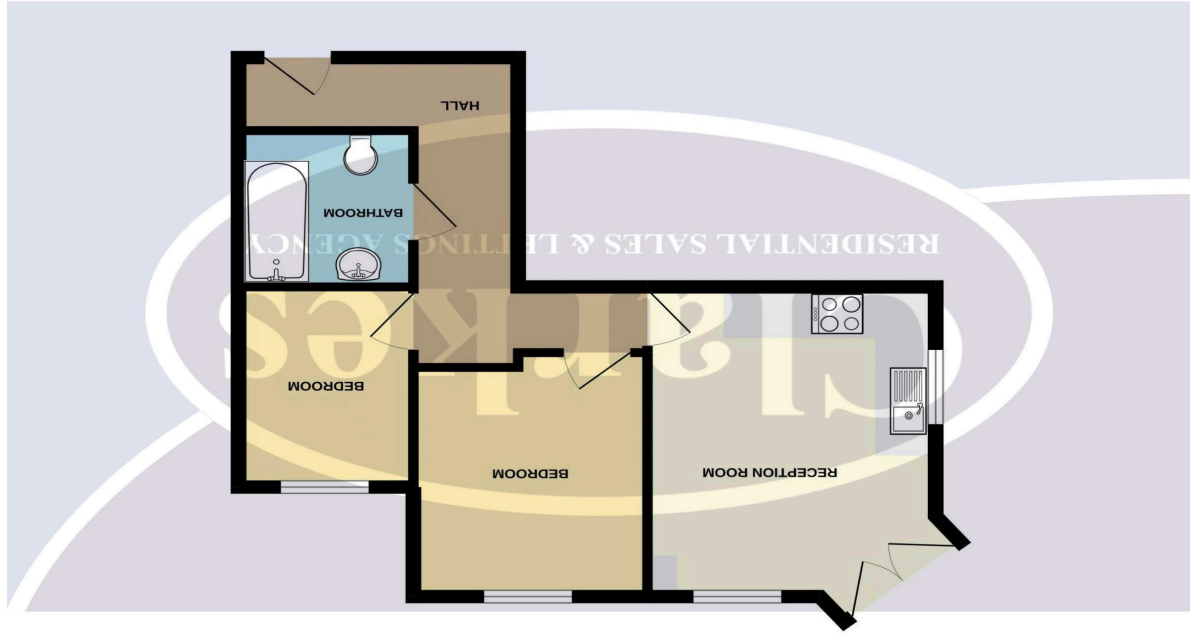 RECEPTION ROOM
BEDROOM
BEDROOM
Clarkes
RESIDENTIAL SALES & LETTINGS AGENCY
BATHROOM
HALL